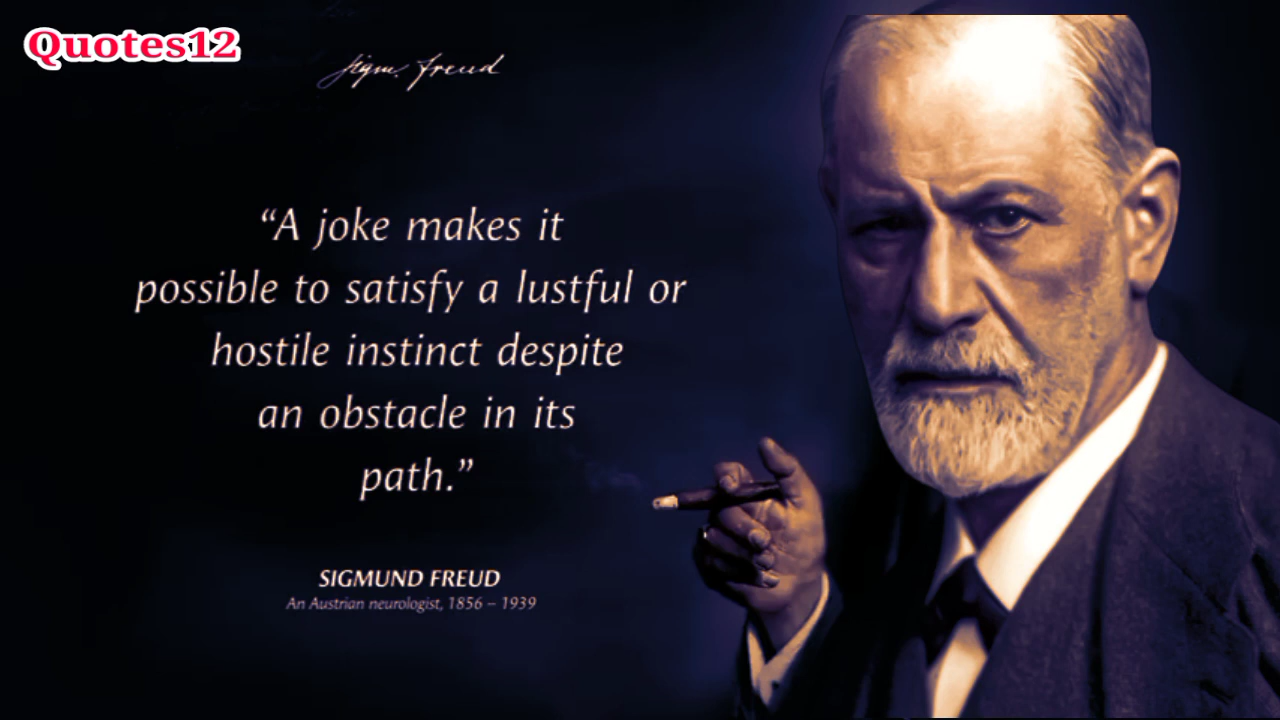 Quotes12
Sigm. Freud
“A joke makes it
possible to satisfy a lustful or
hostile instinct despite
an obstacle in its
path.”
SIGMUND FREUD
An Austrian neurologist, 1856 – 1939